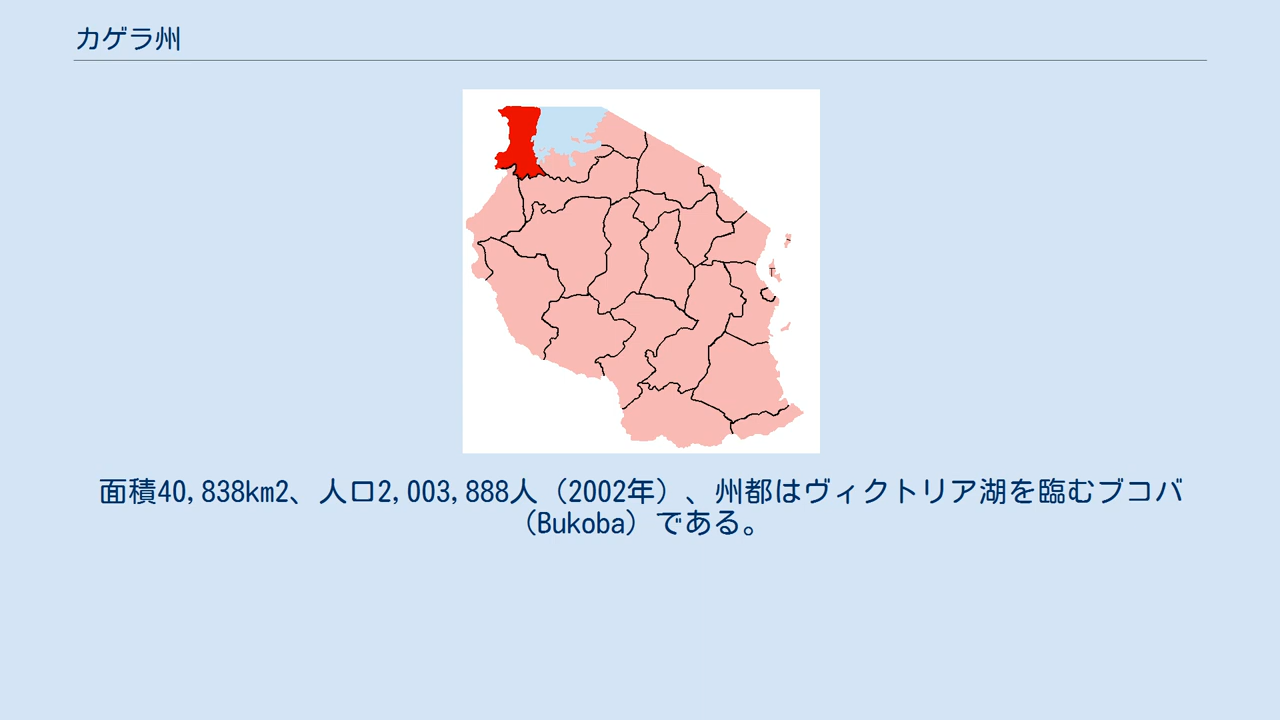 カゲラ州
面積40,838km2、人口2,003,888人（2002年）、州都はヴィクトリア湖を臨むブコバ
（Bukoba）である。